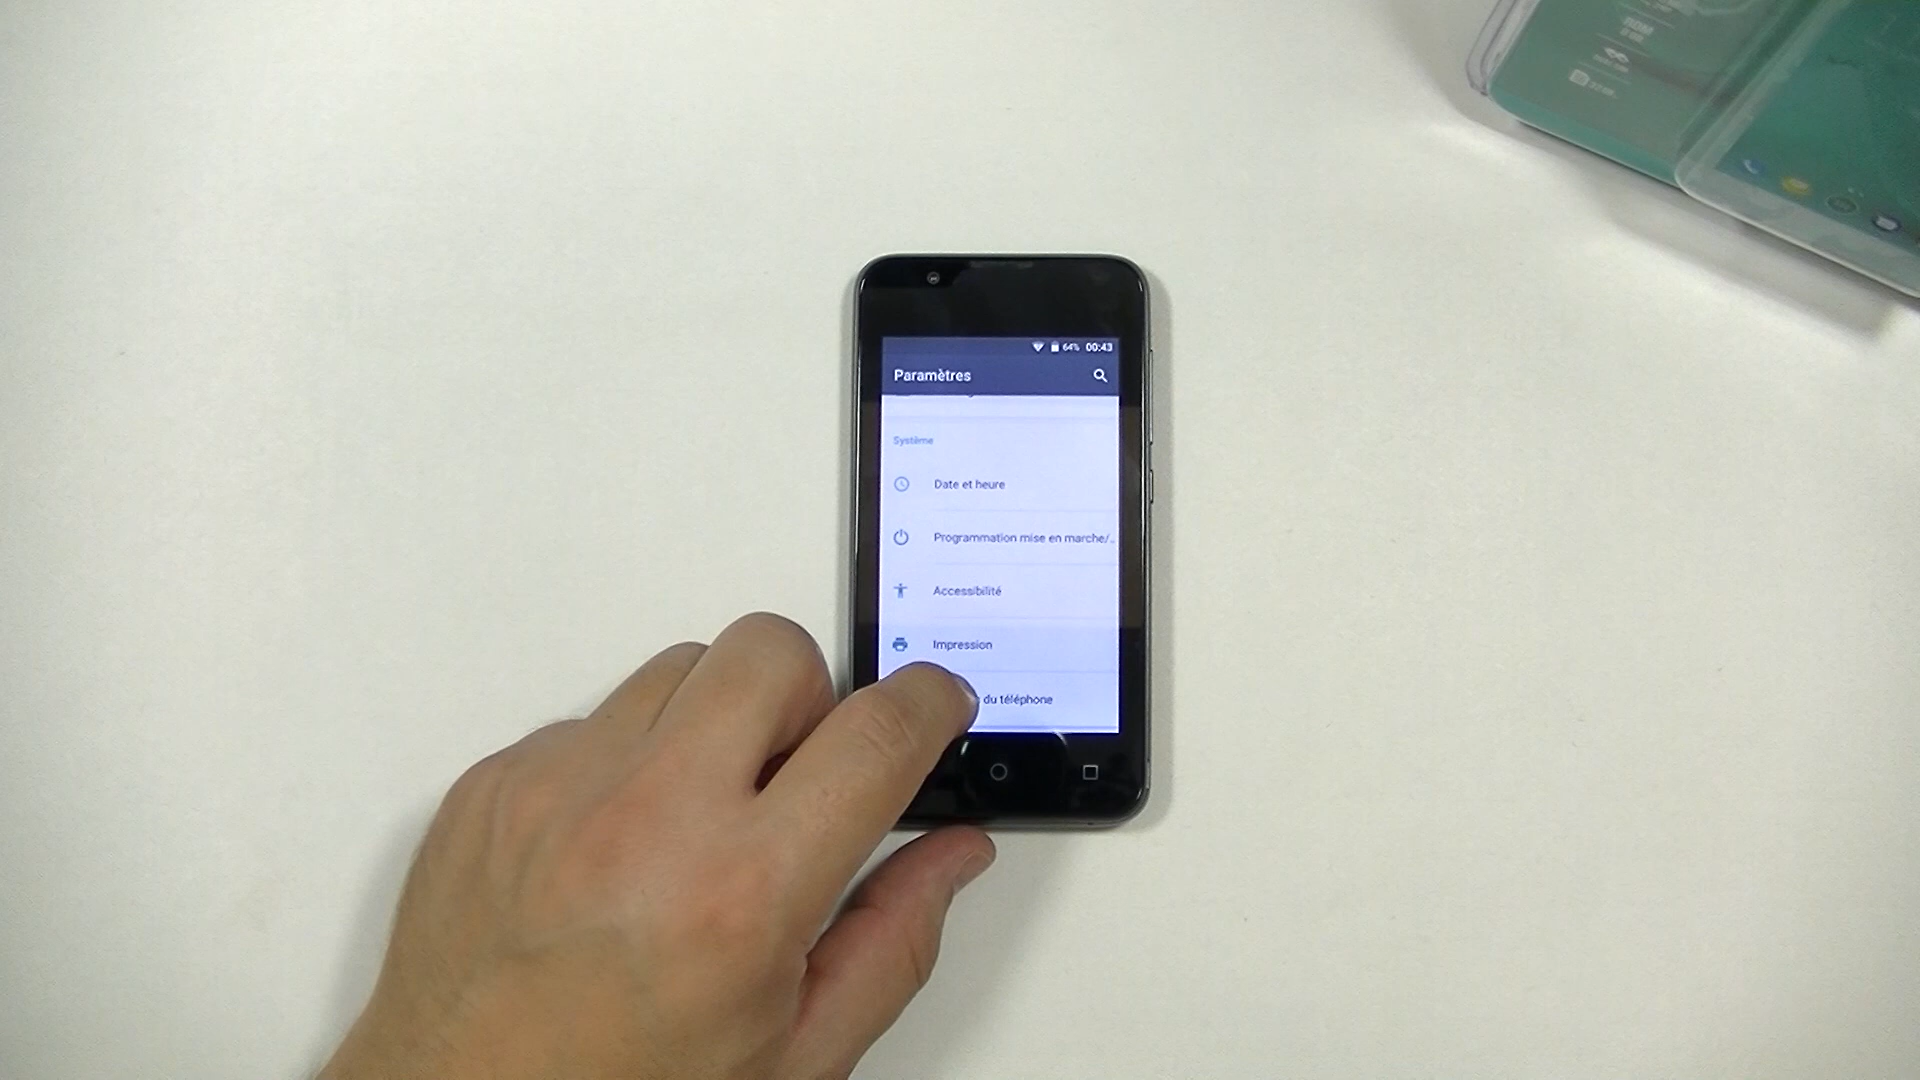 64% 00:43
Paramètres
Système
Date et heure
Programmation mise en marche/..
Accessibilité
Impression
du téléphone